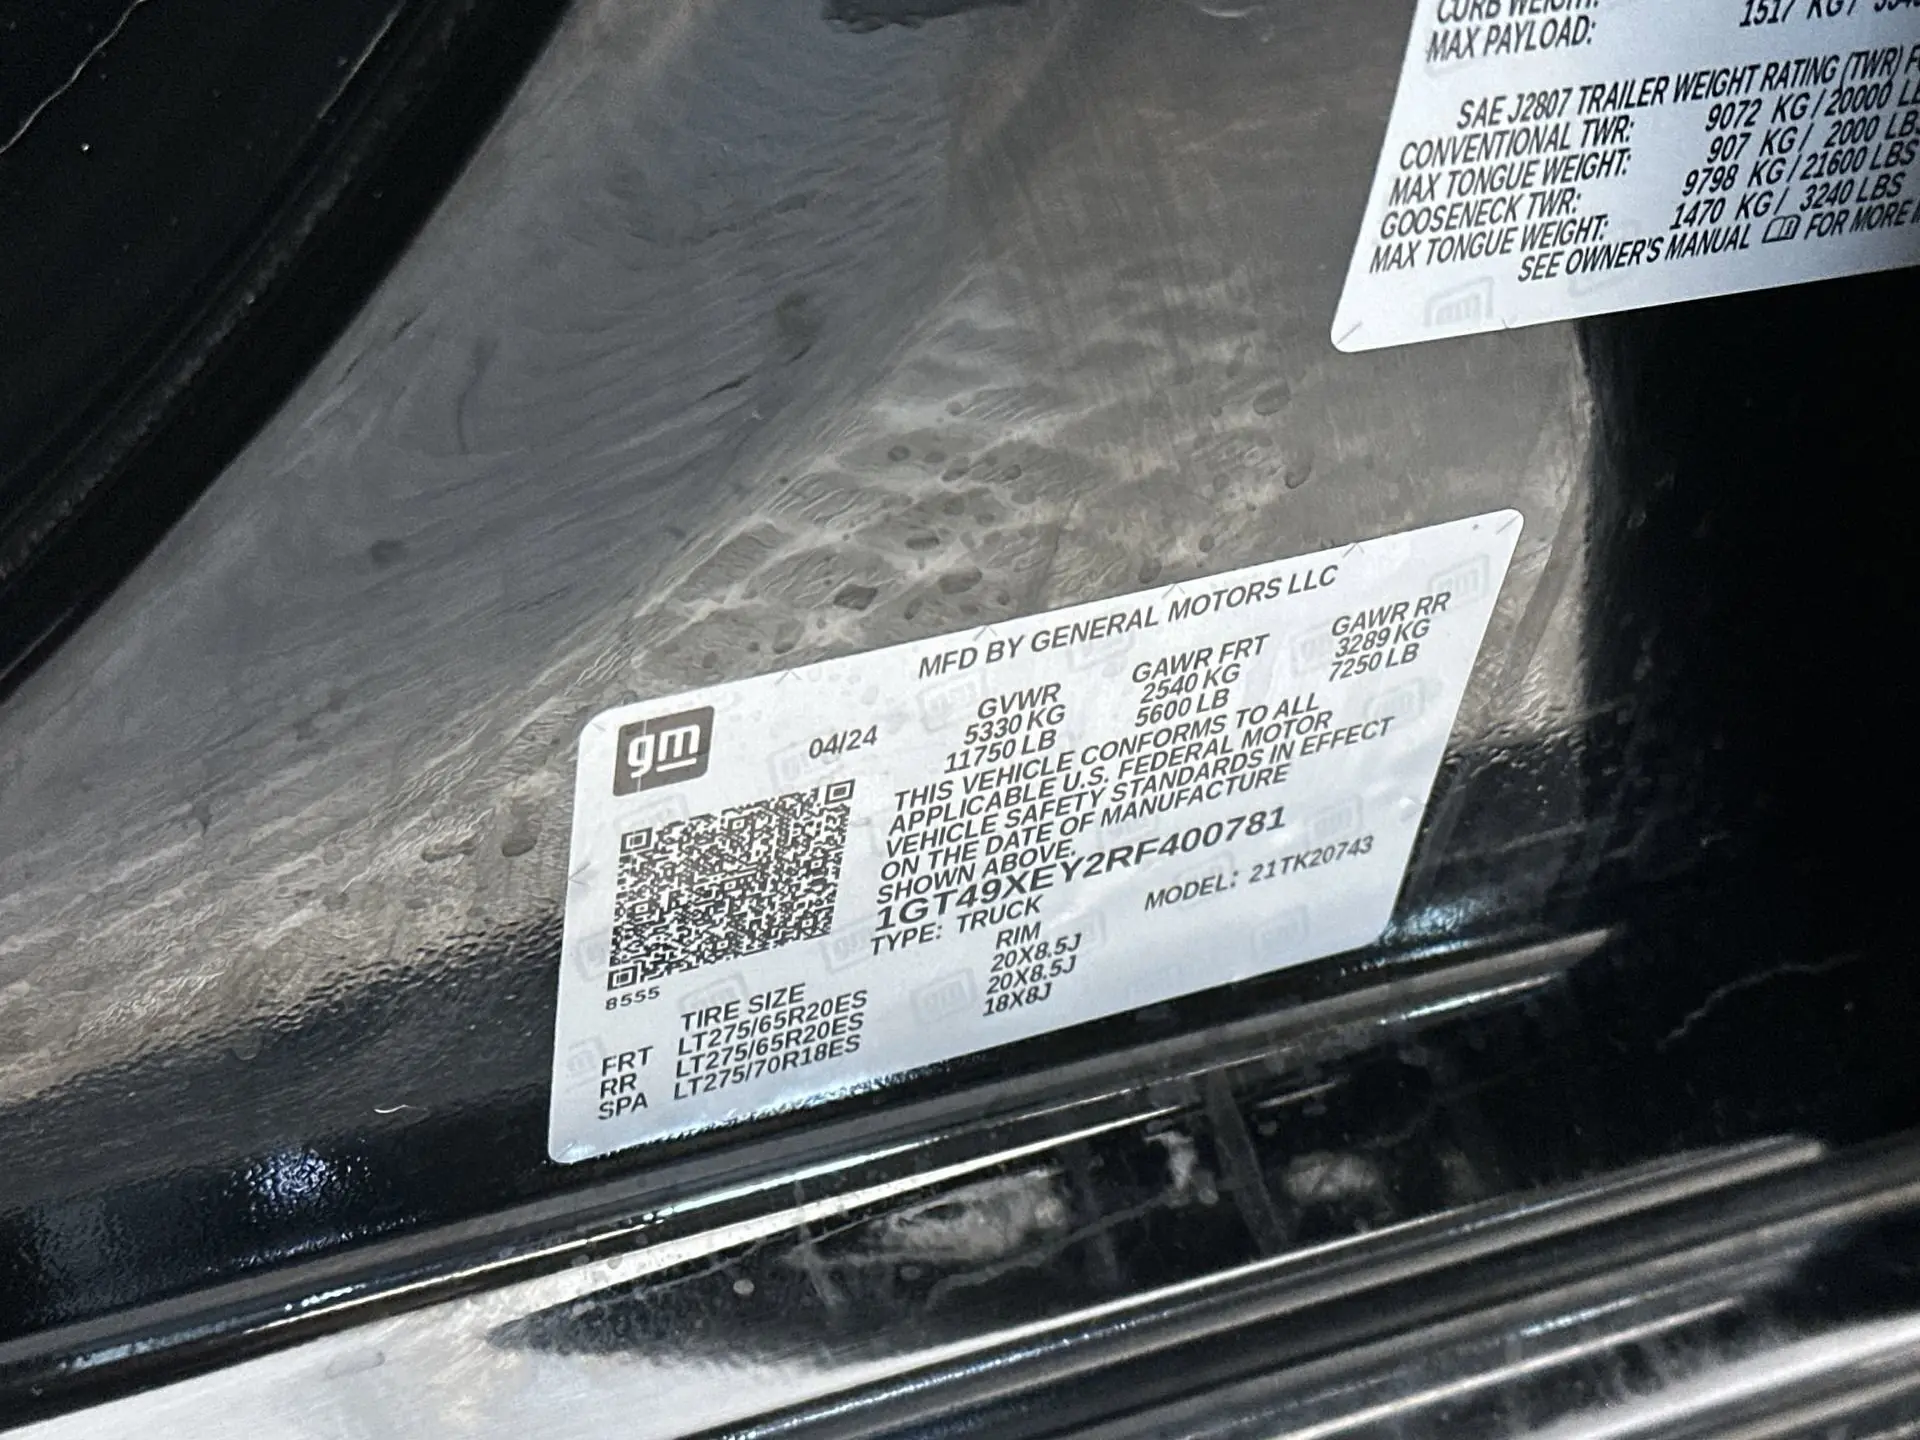 CURB WEIGHT:
MAX PAYLOAD: 1517 KG/
SAE J2807 TRAILER WEIGHT RATING (TWR)
CONVENTIONAL TWR: 9072 KG/20000
MAX TONGUE WEIGHT: 907 KG/ 2000 LBS
GOOSENECK TWR: 9798 KG/21600 LBS
MAX TONGUE WEIGHT: 1470 KG/ 3240 LBS
SEE OWNER'S MANUAL FOR MORE
MFD BY GENERAL MOTORS LLC
gm 04/24 GVWR GAWR FRT GAWR RR
5330 KG 2540 KG 3289 KG
11750 LB 5600 LB 7250 LB
THIS VEHICLE CONFORMS TO ALL
APPLICABLE U.S. FEDERAL MOTOR
VEHICLE SAFETY STANDARDS IN EFFECT
ON THE DATE OF MANUFACTURE
SHOWN ABOVE.
1GT49XEY2RF400781
TYPE: TRUCK MODEL: 21TK20743
8555
TIRE SIZE RIM
FRT LT275/65R20ES 20X8.5J
RR LT275/65R20ES 20X8.5J
SPA LT275/70R18ES 18X8J